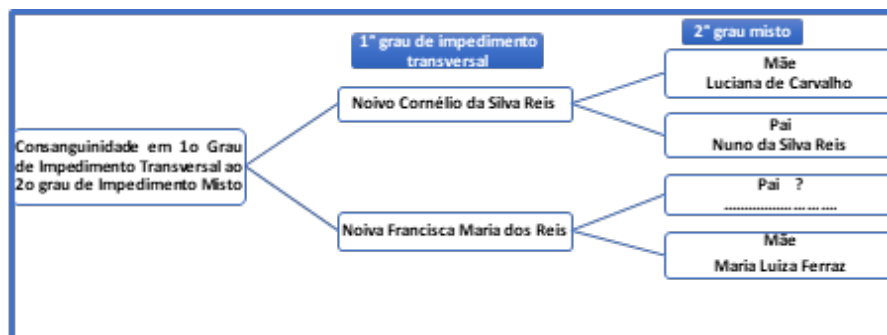 1° grau de impedimento
transversal
2° grau misto
Mãe
Luciana de Carvalho
Noivo Cornélio da Silva Reis
Pai
Nuno da Silva Reis
Consanguinidade em 1o Grau
de Impedimento Transversal ao
2o grau de Impedimento Misto
Pai ?
..............................
Noiva Francisca Maria dos Reis
Mãe
Maria Luiza Ferraz